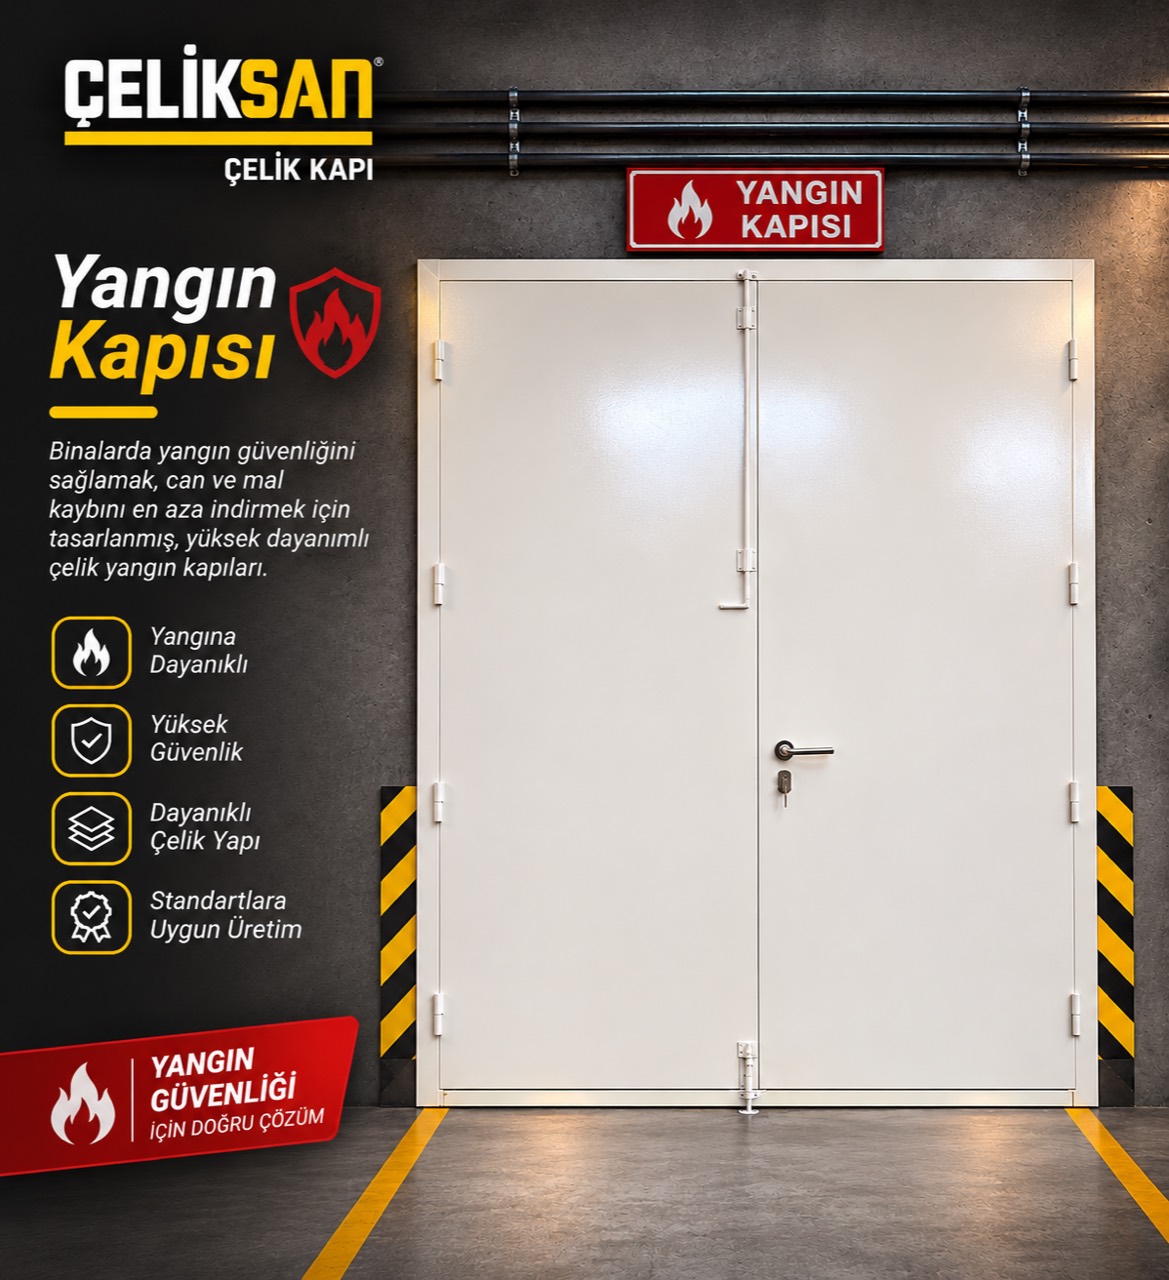 ÇELİKSAN®
ÇELİK KAPI
YANGIN
KAPISI
Yangın
Kapısı
Binalarda yangın güvenliğini
sağlamak, can ve mal
kaybını en aza indirmek için
tasarlanmış, yüksek dayanımlı
çelik yangın kapıları.
Yangına
Dayanıklı
Yüksek
Güvenlik
Dayanıklı
Çelik Yapı
Standartlara
Uygun Üretim
YANGIN
GÜVENLİĞİ
İÇİN DOĞRU ÇÖZÜM